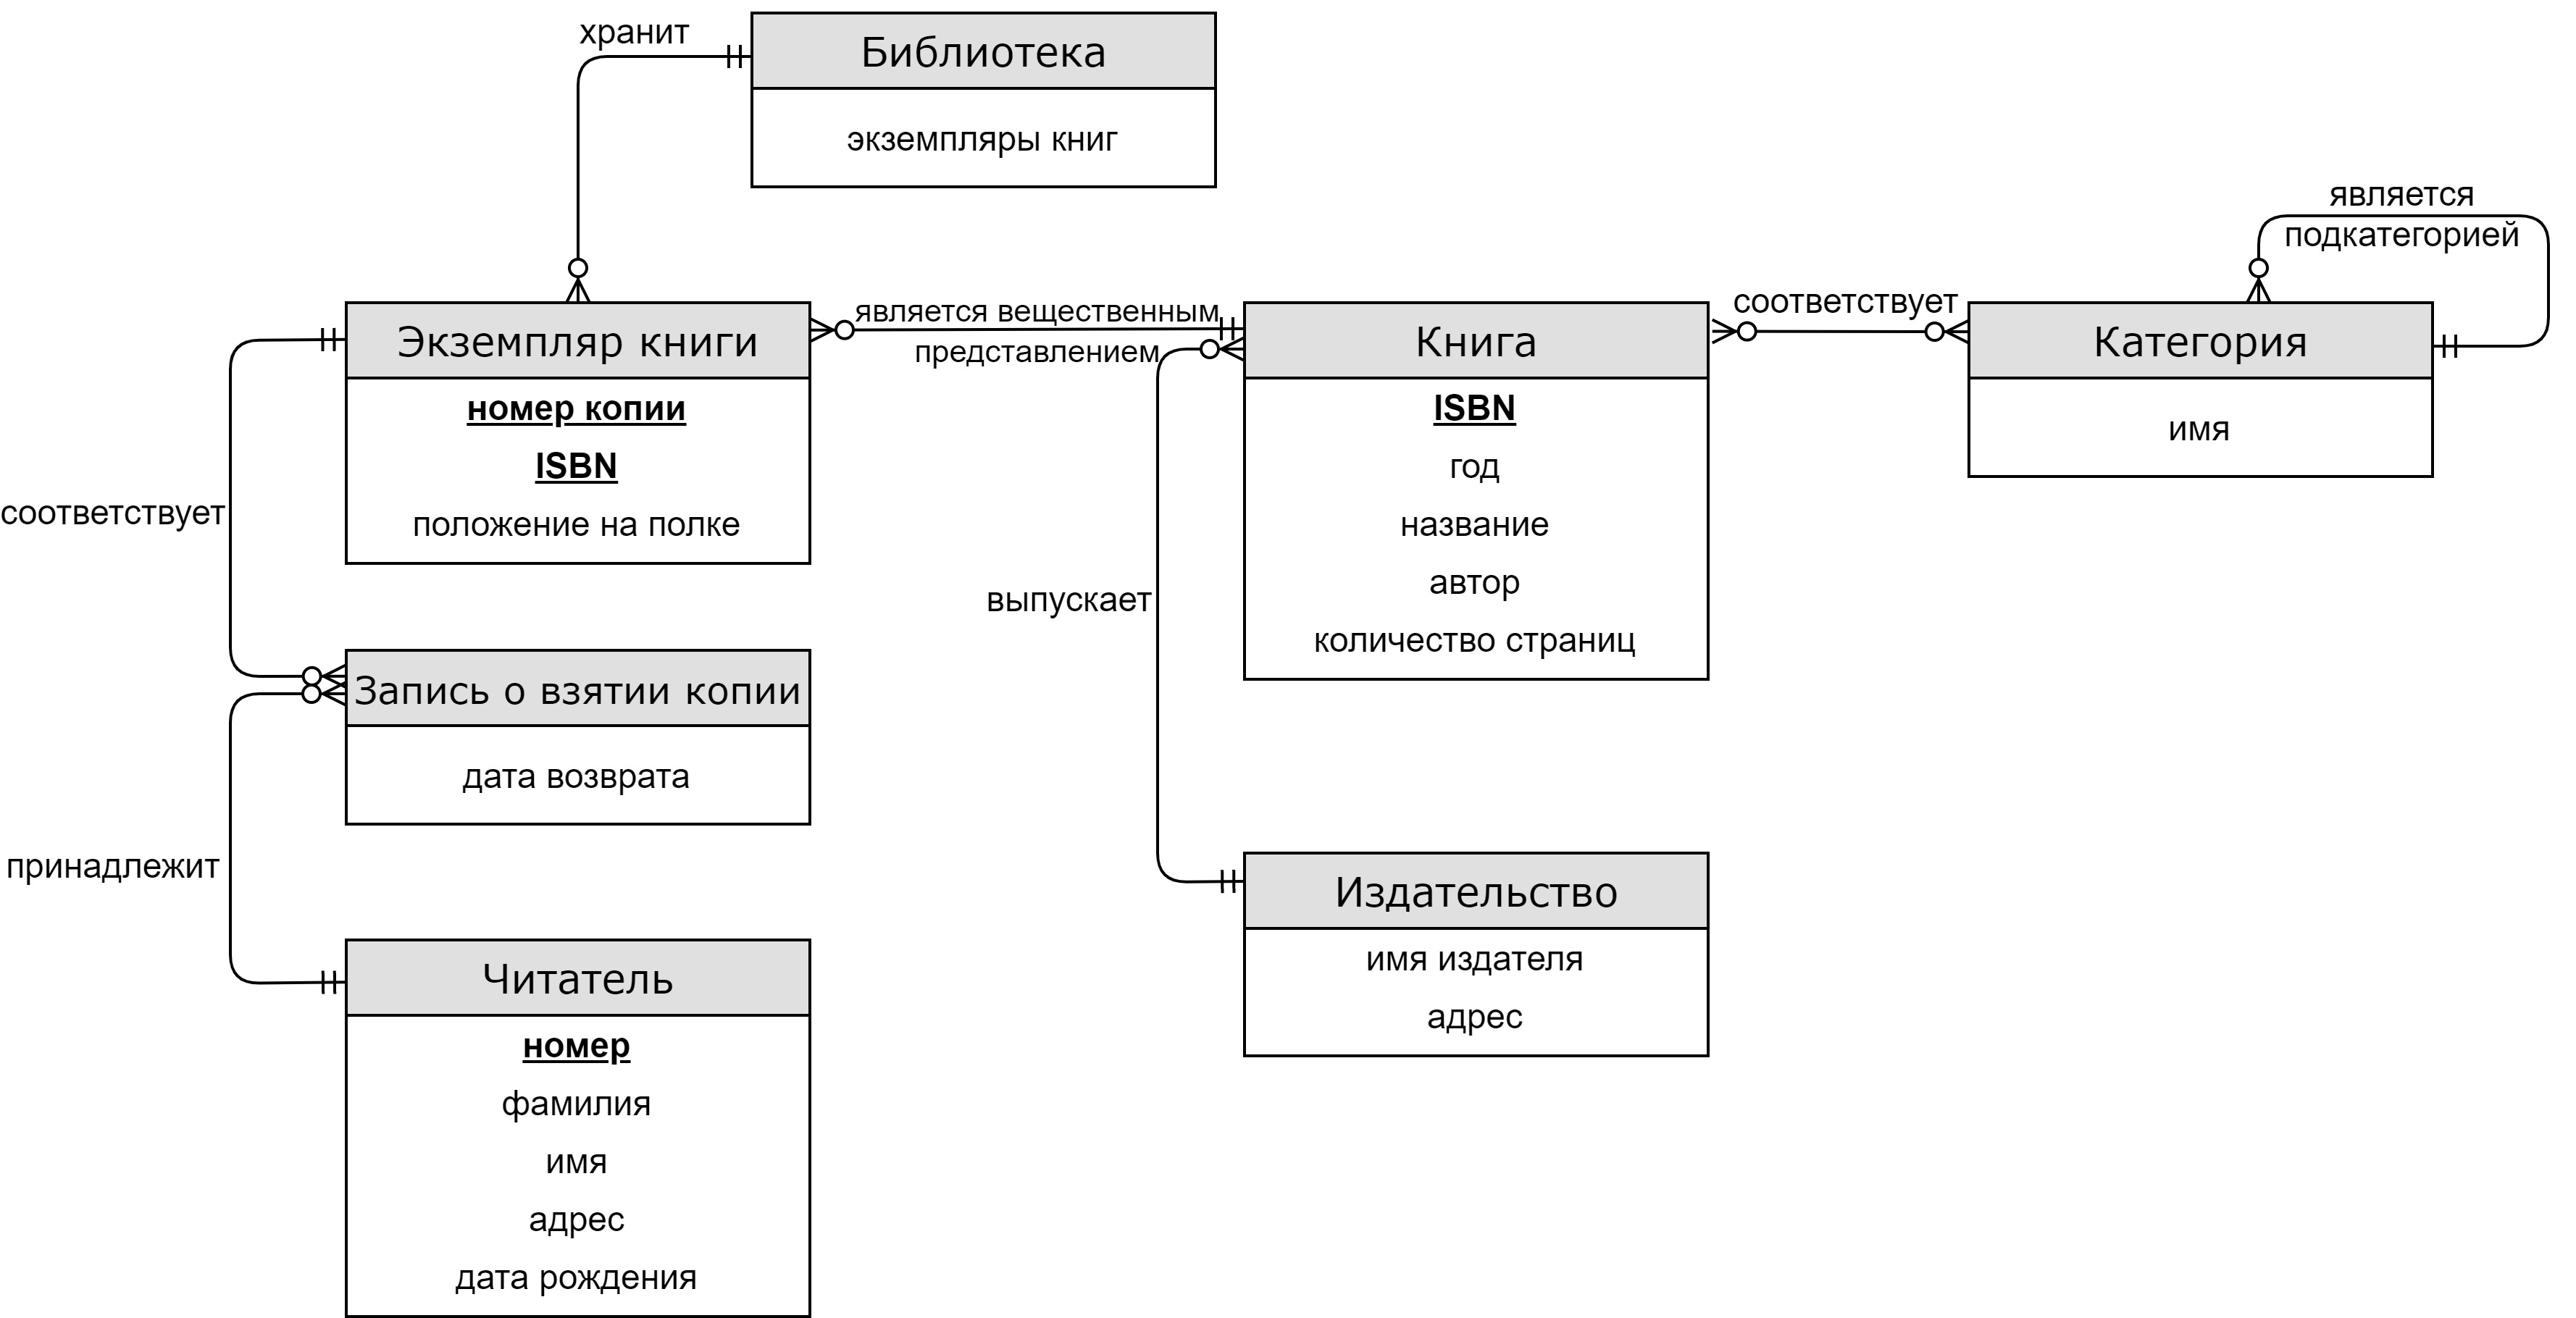 хранит
Библиотека
экземпляры книг
является
подкатегорией
Экземпляр книги
номер копии
ISBN
положение на полке
является вещественным
представлением
Книга
ISBN
год
название
автор
количество страниц
соответствует
Категория
имя
соответствует
Запись о взятии копии
дата возврата
выпускает
принадлежит
Издательство
имя издателя
адрес
Читатель
номер
фамилия
имя
адрес
дата рождения